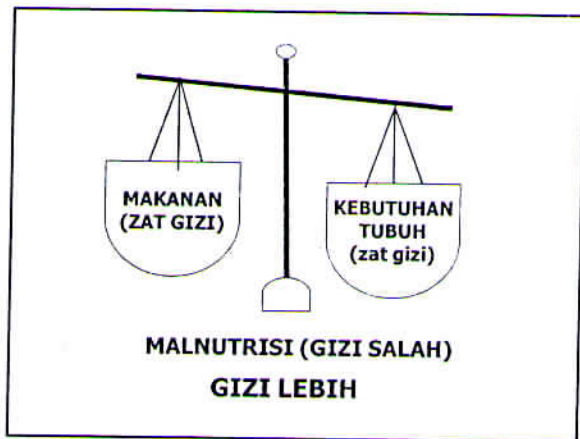 MAKANAN
(ZAT GIZI)
KEBUTUHAN
TUBUH
(zat gizi)
MALNUTRISI (GIZI SALAH)
GIZI LEBIH